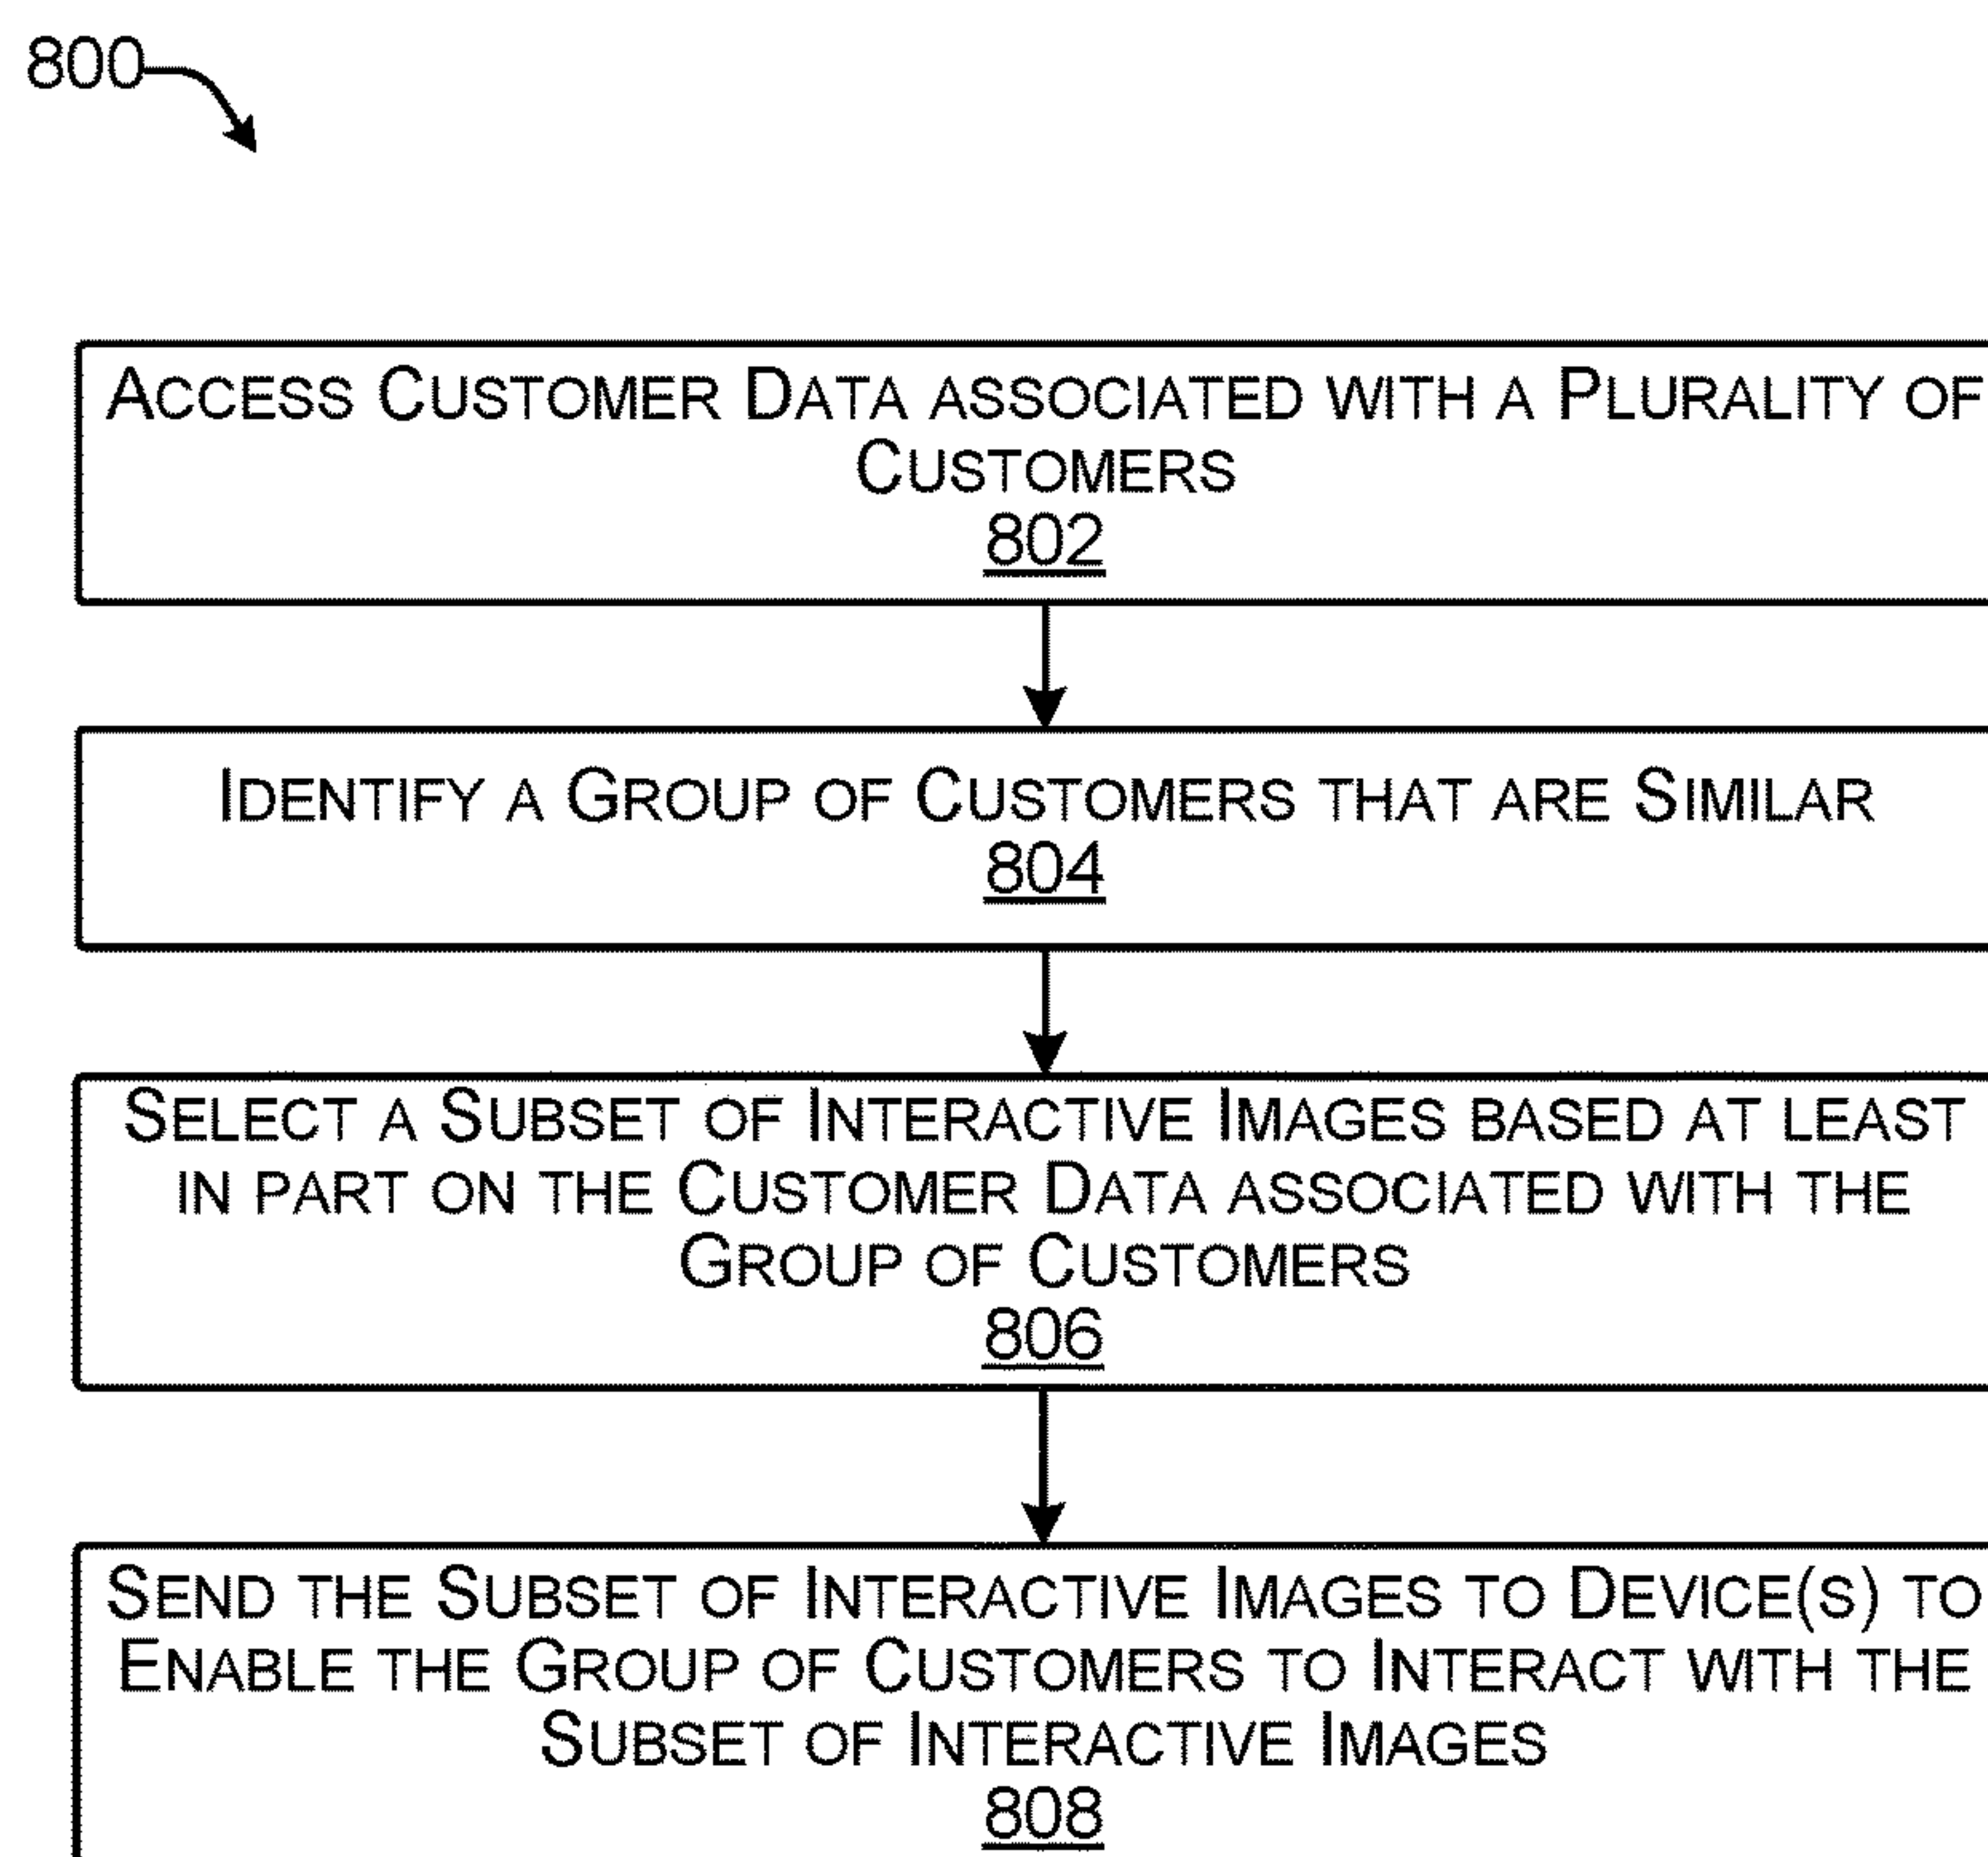 800
ACCESS CUSTOMER DATA ASSOCIATED WITH A PLURALITY OF
CUSTOMERS
802
IDENTIFY A GROUP OF CUSTOMERS THAT ARE SIMILAR
804
SELECT A SUBSET OF INTERACTIVE IMAGES BASED AT LEAST
IN PART ON THE CUSTOMER DATA ASSOCIATED WITH THE
GROUP OF CUSTOMERS
806
SEND THE SUBSET OF INTERACTIVE IMAGES TO DEVICE(S) TO
ENABLE THE GROUP OF CUSTOMERS TO INTERACT WITH THE
SUBSET OF INTERACTIVE IMAGES
808